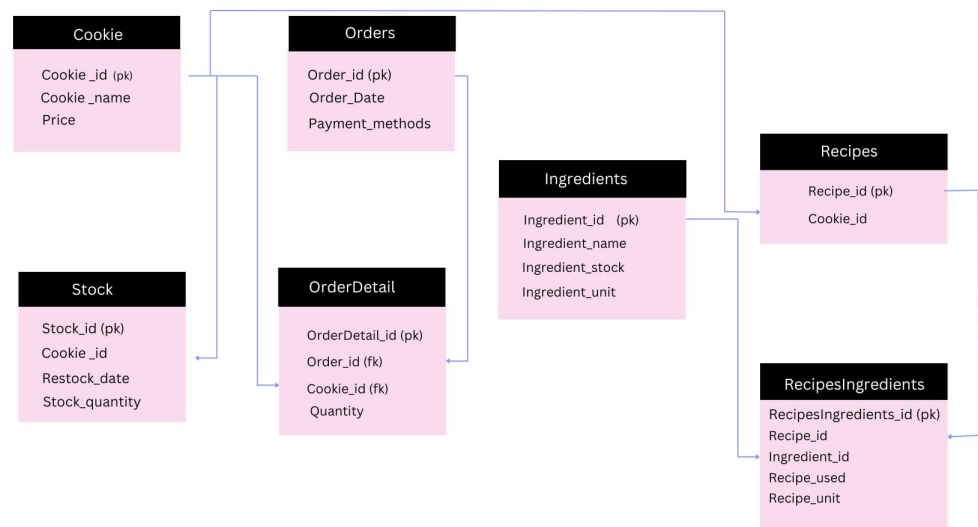 Cookie
Cookie _id (pk)
Cookie _name
Price
Orders
Order_id (pk)
Order_Date
Payment_methods
Ingredients
Ingredient_id (pk)
Ingredient_name
Ingredient_stock
Ingredient_unit
Recipes
Recipe_id (pk)
Cookie_id
Stock
Stock_id (pk)
Cookie _id
Restock_date
Stock_quantity
OrderDetail
OrderDetail_id (pk)
Order_id (fk)
Cookie_id (fk)
Quantity
RecipesIngredients
RecipesIngredients_id (pk)
Recipe_id
Ingredient_id
Recipe_used
Recipe_unit